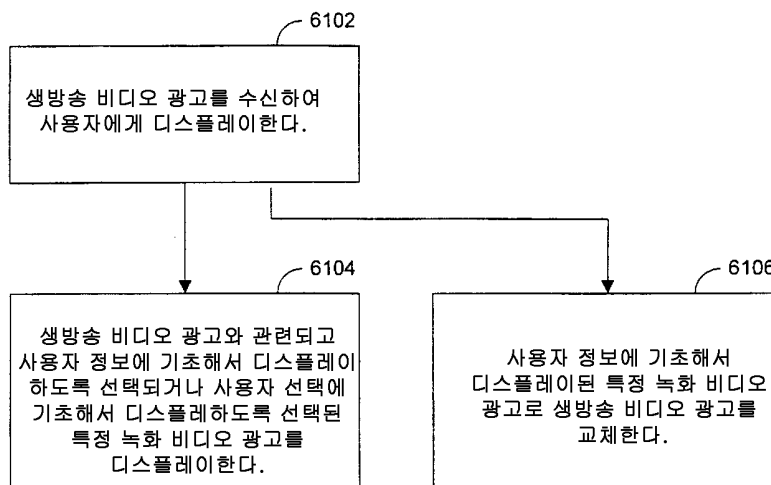 6102
생방송 비디오 광고를 수신하여
사용자에게 디스플레이한다.
6104
생방송 비디오 광고와 관련되고
사용자 정보에 기초해서 디스플레이
하도록 선택되거나 사용자 선택에
기초해서 디스플레하도록 선택된
특정 녹화 비디오 광고를
디스플레이한다.
6106
사용자 정보에 기초해서
디스플레이된 특정 녹화 비디오
광고로 생방송 비디오 광고를
교체한다.